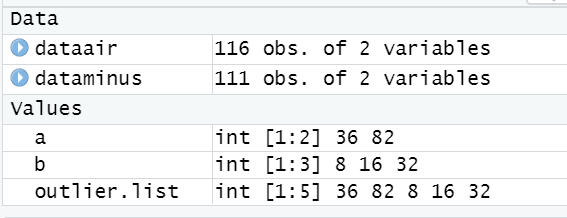 Data
dataair 116 obs. of 2 variables
dataminus 111 obs. of 2 variables
Values
a int [1:2] 36 82
b int [1:3] 8 16 32
outlier.list int [1:5] 36 82 8 16 32